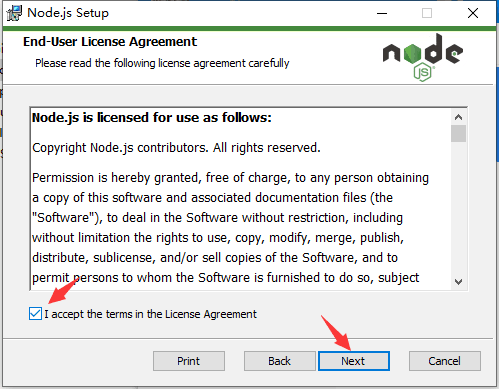 Node.js Setup
End-User License Agreement
Please read the following license agreement carefully
node
JS
Node.js is licensed for use as follows:
Copyright Node.js contributors. All rights reserved.
Permission is hereby granted, free of charge, to any person obtaining
a copy of this software and associated documentation files (the
"Software"), to deal in the Software without restriction, including
without limitation the rights to use, copy, modify, merge, publish,
distribute, sublicense, and/or sell copies of the Software, and to
permit persons to whom the Software is furnished to do so, subject
I accept the terms in the License Agreement
Print
Back
Next
Cancel